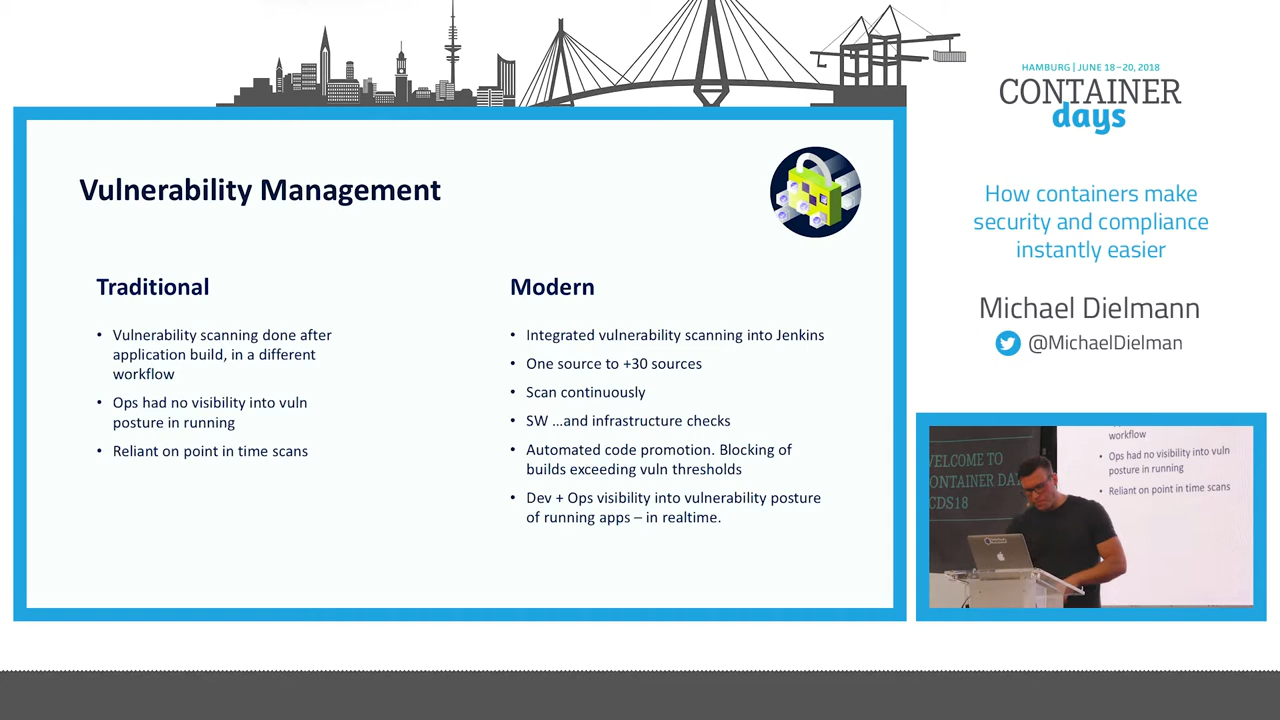 HAMBURG | JUNE 18–20, 2018
CONTAINER
days
How containers make
security and compliance
instantly easier
Michael Dielmann
@MichaelDielman
Vulnerability Management
Traditional
• Vulnerability scanning done after
application build, in a different
workflow
• Ops had no visibility into vuln
posture in running
• Reliant on point in time scans
Modern
• Integrated vulnerability scanning into Jenkins
• One source to +30 sources
• Scan continuously
• SW ...and infrastructure checks
• Automated code promotion. Blocking of
builds exceeding vuln thresholds
• Dev + Ops visibility into vulnerability posture
of running apps – in realtime.
VELCOME TO
ONTAINER DA
CDS18
workflow
• Ops had no visibility into vuln
posture in running
• Reliant on point in time scans